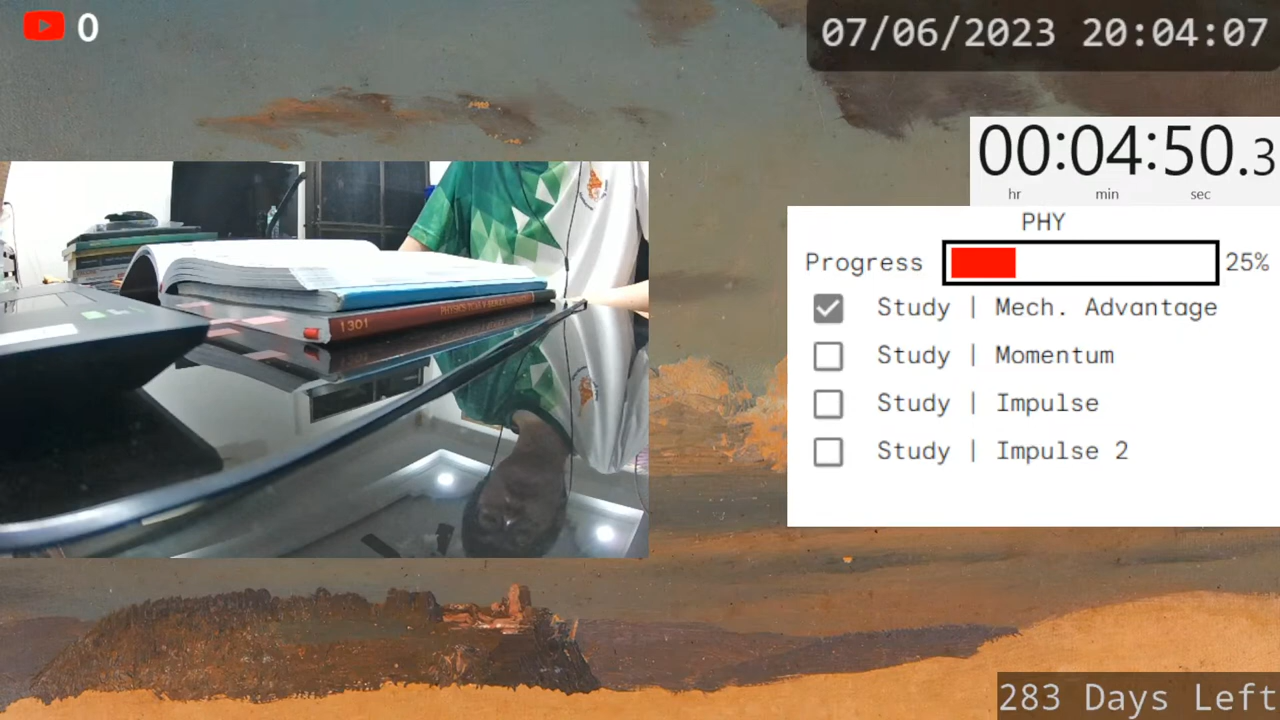 0
07/06/2023 20:04:07
00:04:50.3
hr min sec
PHY
Progress 25%
Study | Mech. Advantage
Study | Momentum
Study | Impulse
Study | Impulse 2
1301
283 Days Left